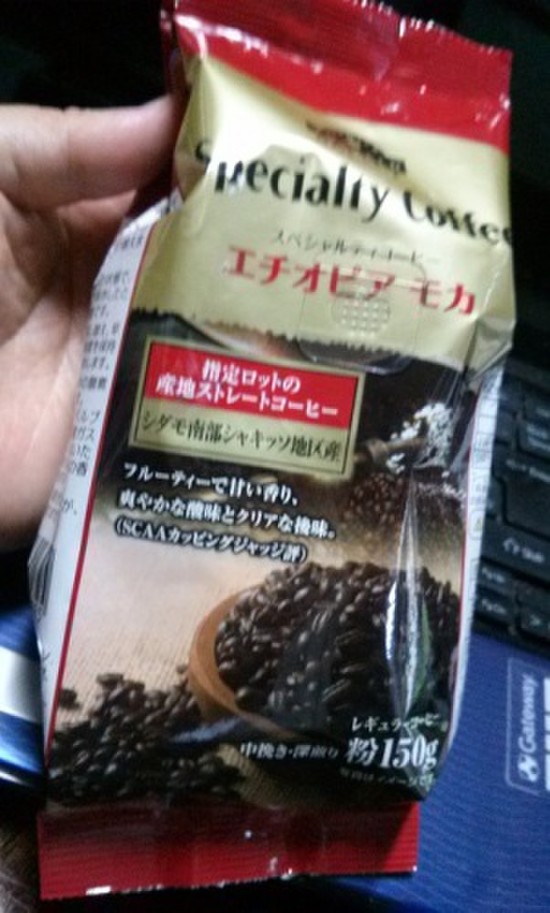 Specialty Coffee
スペシャルティコーヒー
エチオピア モカ
指定ロットの
産地ストレートコーヒー
シダモ南部シャキッソ地区産
フルーティーで甘い香り、
爽やかな酸味とクリアな後味。
(SCAAカッピングジャッジ評)
レギュラーコーヒー
中挽き・深煎り 粉150g
Gateway